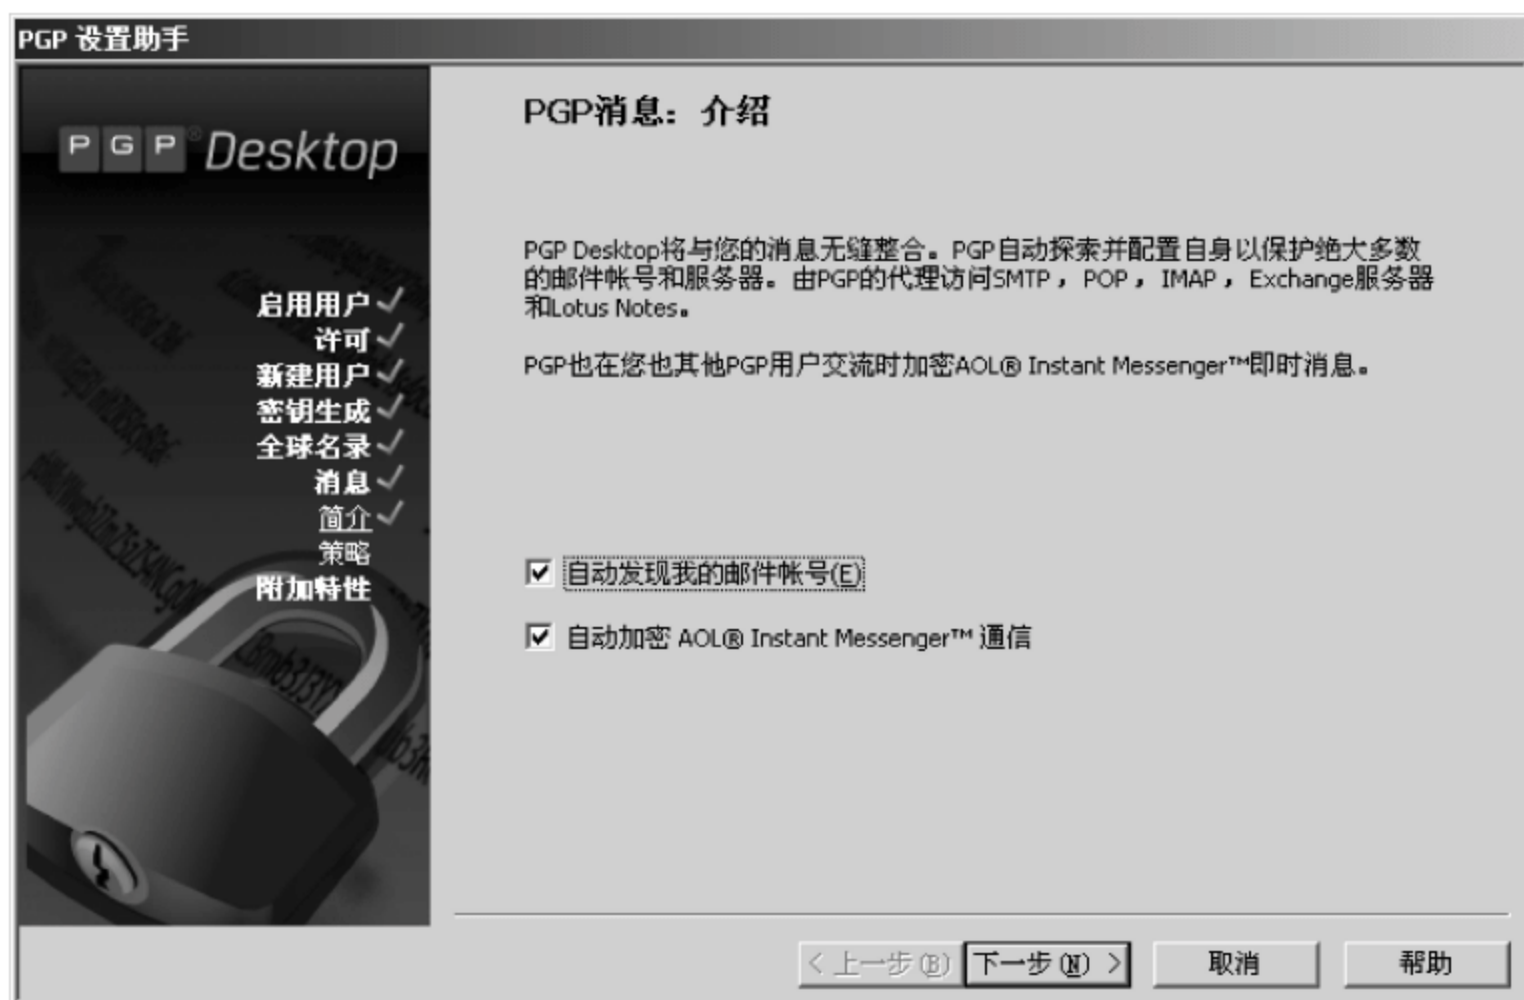 PGP 设置助手
PGP® Desktop
启用用户
许可
新建用户
密钥生成
全球名录
消息
简介
策略
附加特性
PGP消息：介绍
PGP Desktop将与您的消息无缝整合。PGP自动探索并配置自身以保护绝大多数
的邮件帐号和服务器。由PGP的代理访问SMTP，POP，IMAP，Exchange服务器
和Lotus Notes。
PGP也在您也其他PGP用户交流时加密AOL® Instant Messenger™即时消息。
自动发现我的邮件帐号(E)
自动加密 AOL® Instant Messenger™ 通信
< 上一步(B)
下一步(N) >
取消
帮助